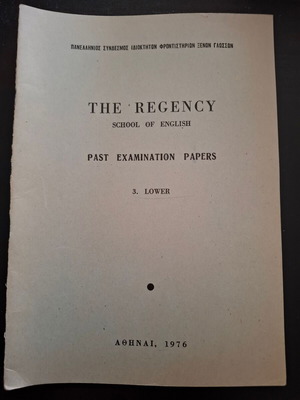 ΠΑΝΕΛΛΗΝΙΟΣ ΣΥΝΔΕΣΜΟΣ ΙΔΙΟΚΤΗΤΩΝ ΦΡΟΝΤΙΣΤΗΡΙΩΝ ΞΕΝΩΝ ΓΛΩΣΣΩΝ
THE REGENCY
SCHOOL OF ENGLISH
PAST EXAMINATION PAPERS
3. LOWER
ΑΘΗΝΑΙ, 1976